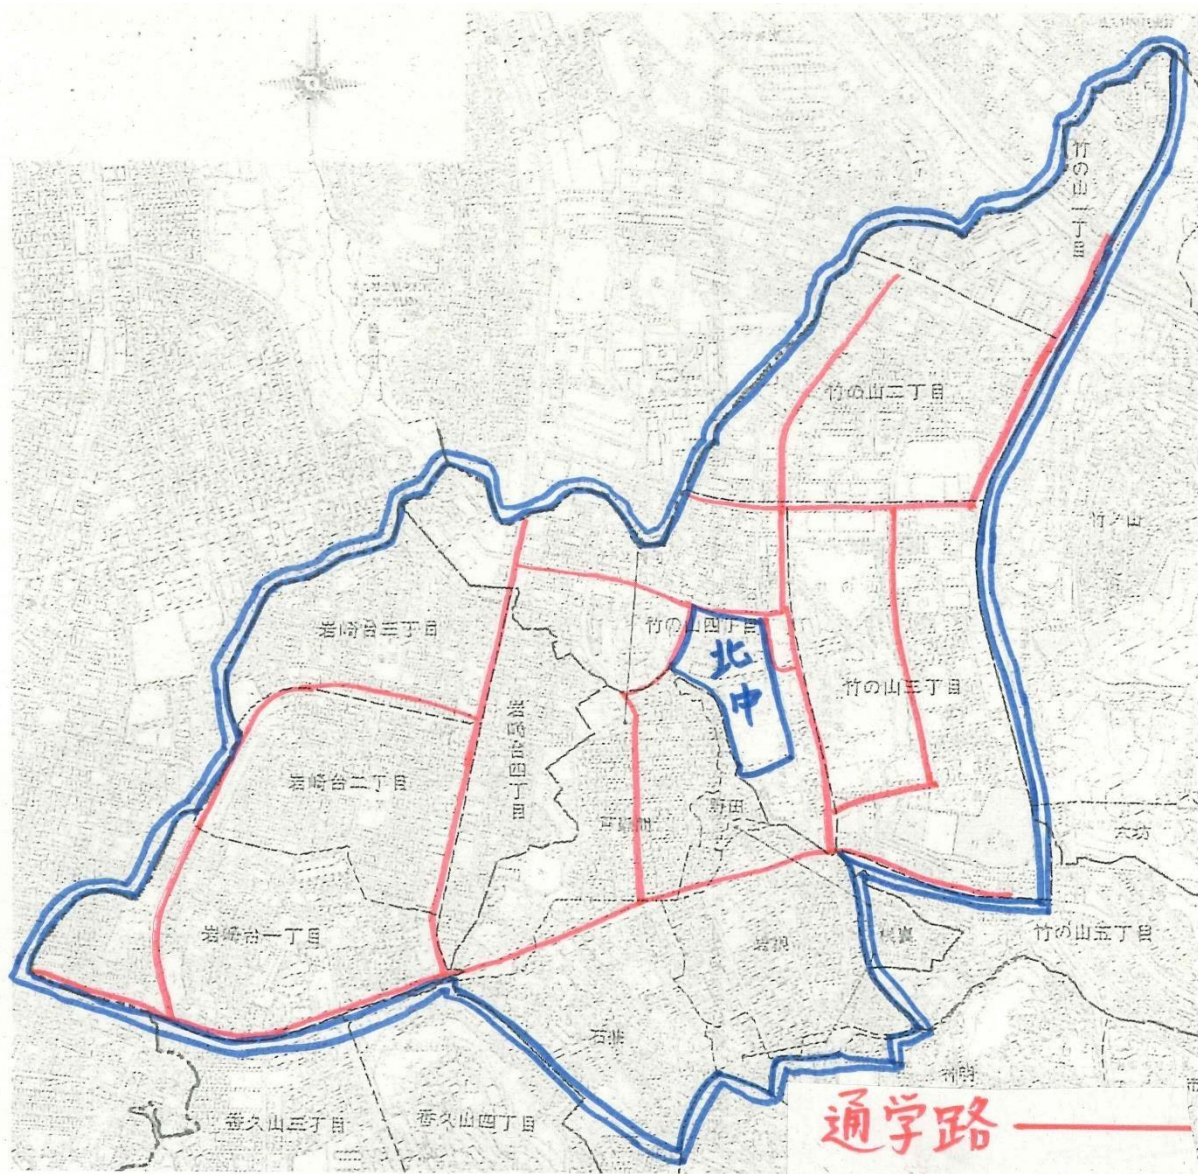 竹の山一丁目
竹の山二丁目
竹ノ山
岩崎台三丁目
竹の山四丁目
北中
竹の山三丁目
岩崎台四丁目
岩崎台二丁目
野田
六坊
岩崎台一丁目
竹の山五丁目
石兼
神明
香久山三丁目
香久山四丁目
通学路